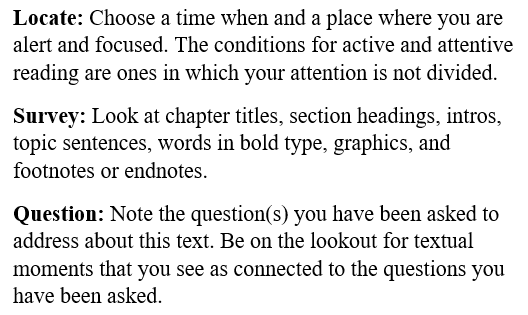 Locate: Choose a time when and a place where you are
alert and focused. The conditions for active and attentive
reading are ones in which your attention is not divided.
Survey: Look at chapter titles, section headings, intros,
topic sentences, words in bold type, graphics, and
footnotes or endnotes.
Question: Note the question(s) you have been asked to
address about this text. Be on the lookout for textual
moments that you see as connected to the questions you
have been asked.